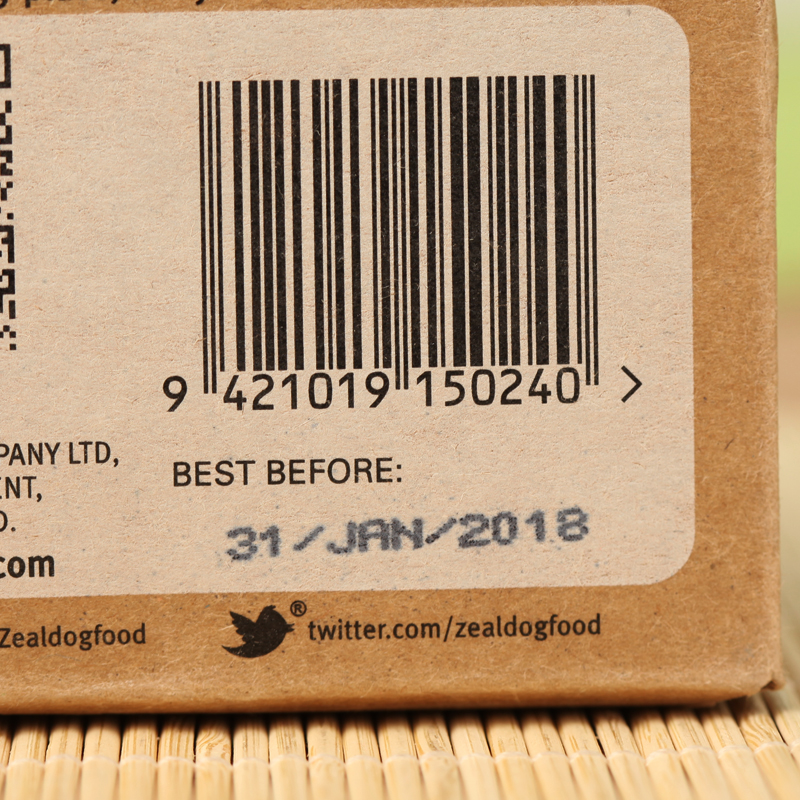 9 421019 150240 >
PANY LTD,
ENT,
BEST BEFORE:
31/JAN/2018
com
Zealdogfood
® twitter.com/zealdogfood